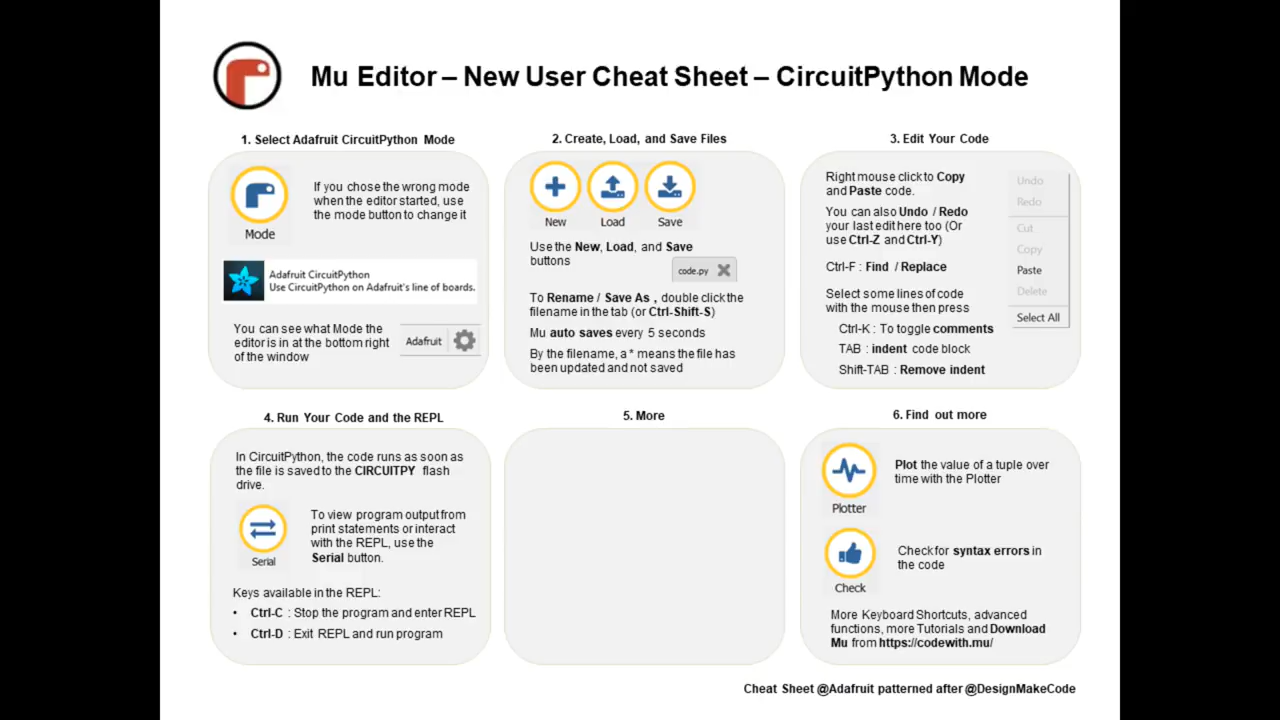 Mu Editor – New User Cheat Sheet – CircuitPython Mode
1. Select Adafruit CircuitPython Mode
If you chose the wrong mode
when the editor started, use
the mode button to change it
Mode
Adafruit CircuitPython
Use CircuitPython on Adafruit's line of boards.
You can see what Mode the
editor is in at the bottom right
of the window
Adafruit
2. Create, Load, and Save Files
New Load Save
Use the New, Load, and Save
buttons
code.py
To Rename / Save As , double click the
filename in the tab (or Ctrl-Shift-S)
Mu auto saves every 5 seconds
By the filename, a * means the file has
been updated and not saved
3. Edit Your Code
Right mouse click to Copy
and Paste code.
You can also Undo / Redo
your last edit here too (Or
use Ctrl-Z and Ctrl-Y)
Ctrl-F : Find / Replace
Select some lines of code
with the mouse then press
Ctrl-K : To toggle comments
TAB : indent code block
Shift-TAB : Remove indent
Undo
Redo
Cut
Copy
Paste
Delete
Select All
4. Run Your Code and the REPL
In CircuitPython, the code runs as soon as
the file is saved to the CIRCUITPY flash
drive.
To view program output from
print statements or interact
with the REPL, use the
Serial button.
Serial
Keys available in the REPL:
• Ctrl-C : Stop the program and enter REPL
• Ctrl-D : Exit REPL and run program
5. More
6. Find out more
Plot the value of a tuple over
time with the Plotter
Plotter
Check for syntax errors in
the code
Check
More Keyboard Shortcuts, advanced
functions, more Tutorials and Download
Mu from https://codewith.mu/
Cheat Sheet @Adafruit patterned after @DesignMakeCode